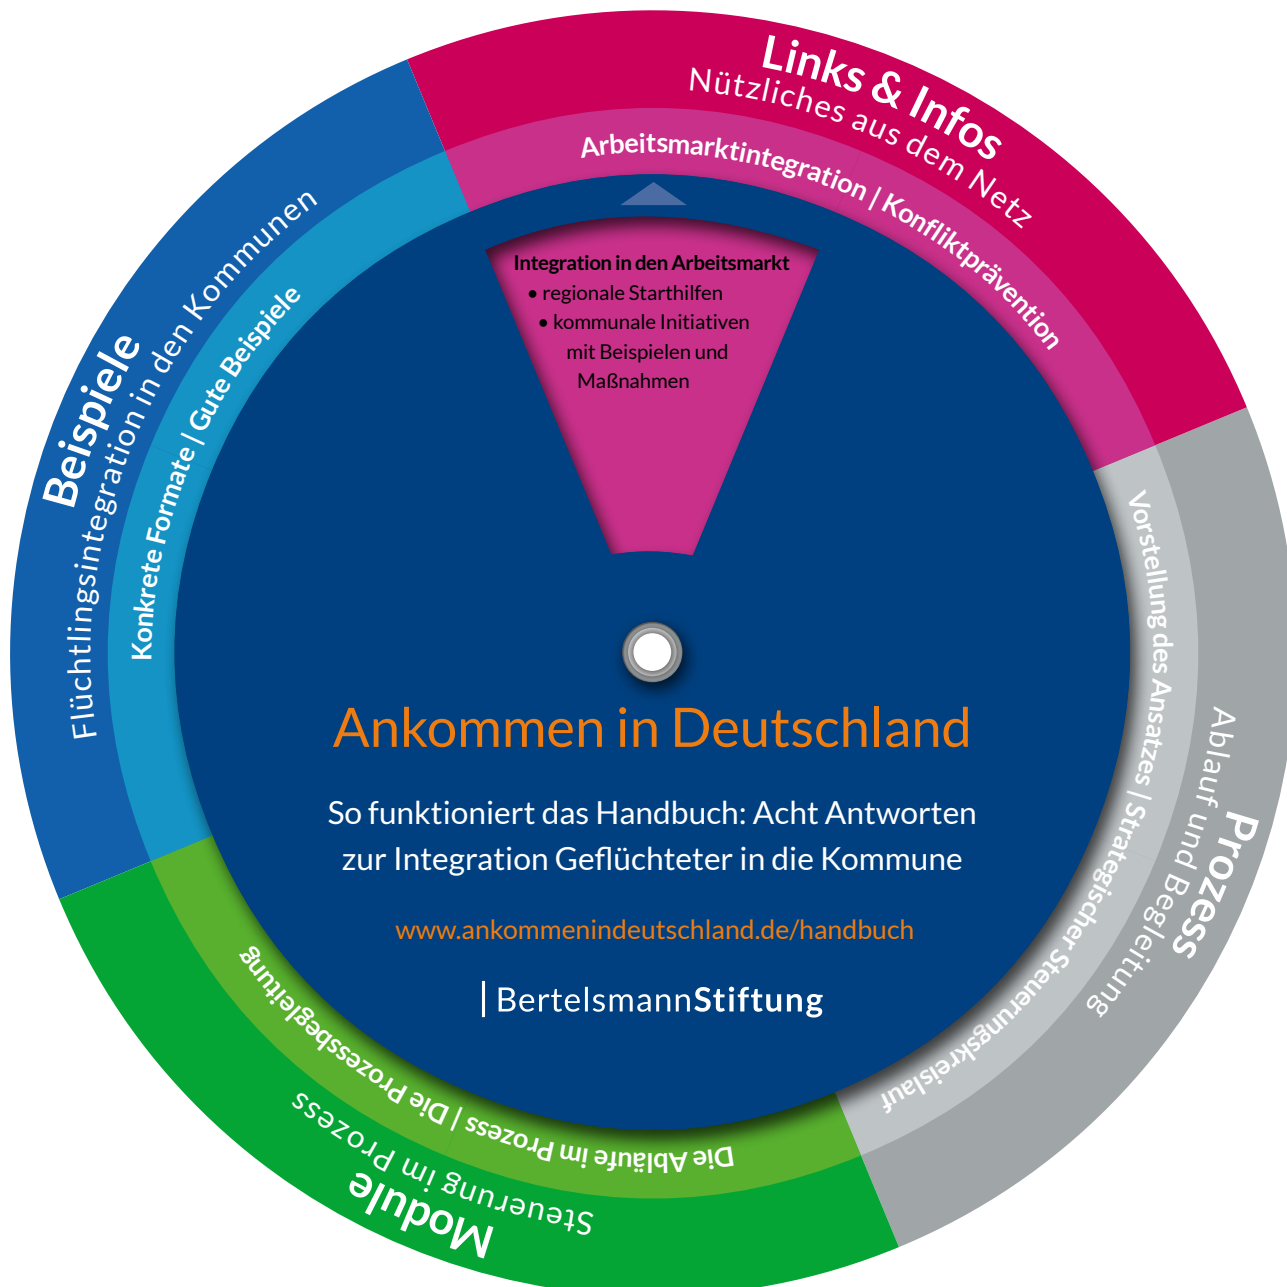 Links & Infos
Nützliches aus dem Netz
Arbeitsmarktintegration | Konfliktprävention
Beispiele
Flüchtlingsintegration in den Kommunen
Konkrete Formate | Gute Beispiele
Integration in den Arbeitsmarkt
• regionale Starthilfen
• kommunale Initiativen
mit Beispielen und
Maßnahmen
Prozess
Ablauf und Begleitung
Vorstellung des Ansatzes | Strategischer Steuerungskreislauf
Ankommen in Deutschland
So funktioniert das Handbuch: Acht Antworten
zur Integration Geflüchteter in die Kommune
www.ankommenindeutschland.de/handbuch
| BertelsmannStiftung
Die Abläufe im Prozess | Die Prozessbegleitung
Steuerung im Prozess
Module